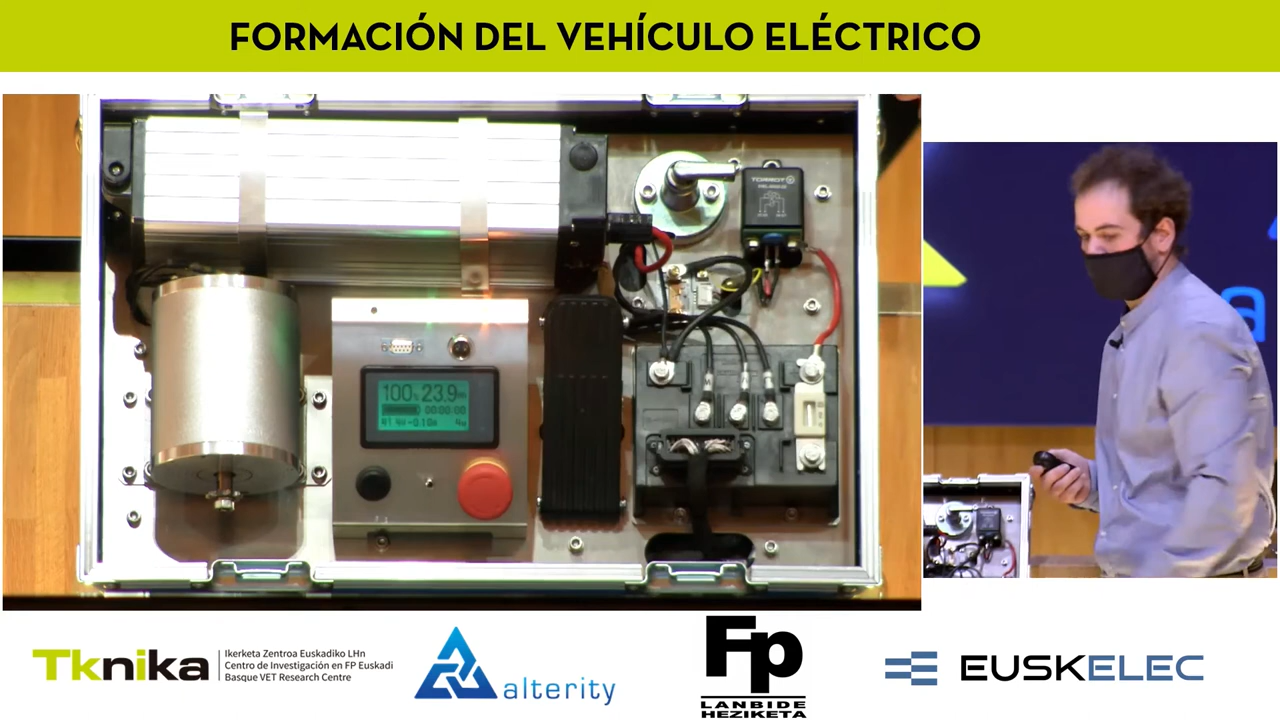 FORMACIÓN DEL VEHÍCULO ELÉCTRICO
TORROT
100% 23.9
00:00:00
Tknika
Ikerketa Zentroa Euskadiko LHn
Centro de Investigación en FP Euskadi
Basque VET Research Centre
alterity
Fp
LANBIDE
HEZIKETA
EUSKELEC